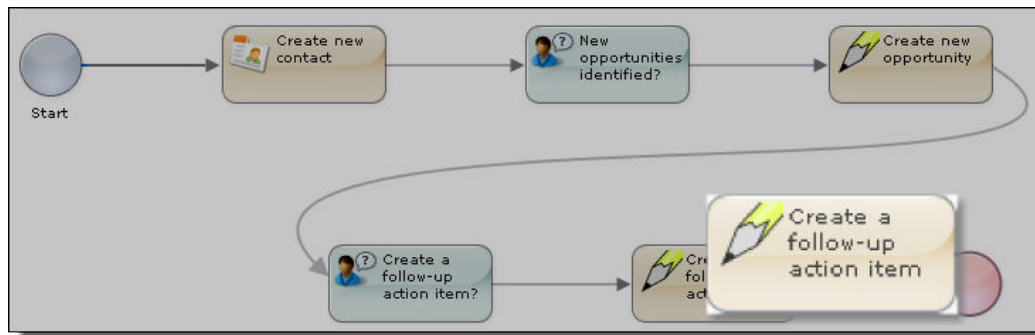 Create new
contact
New
opportunities
identified?
Create new
opportunity
Start
Create a
follow-up
action item?
Create a
follow-up
action item